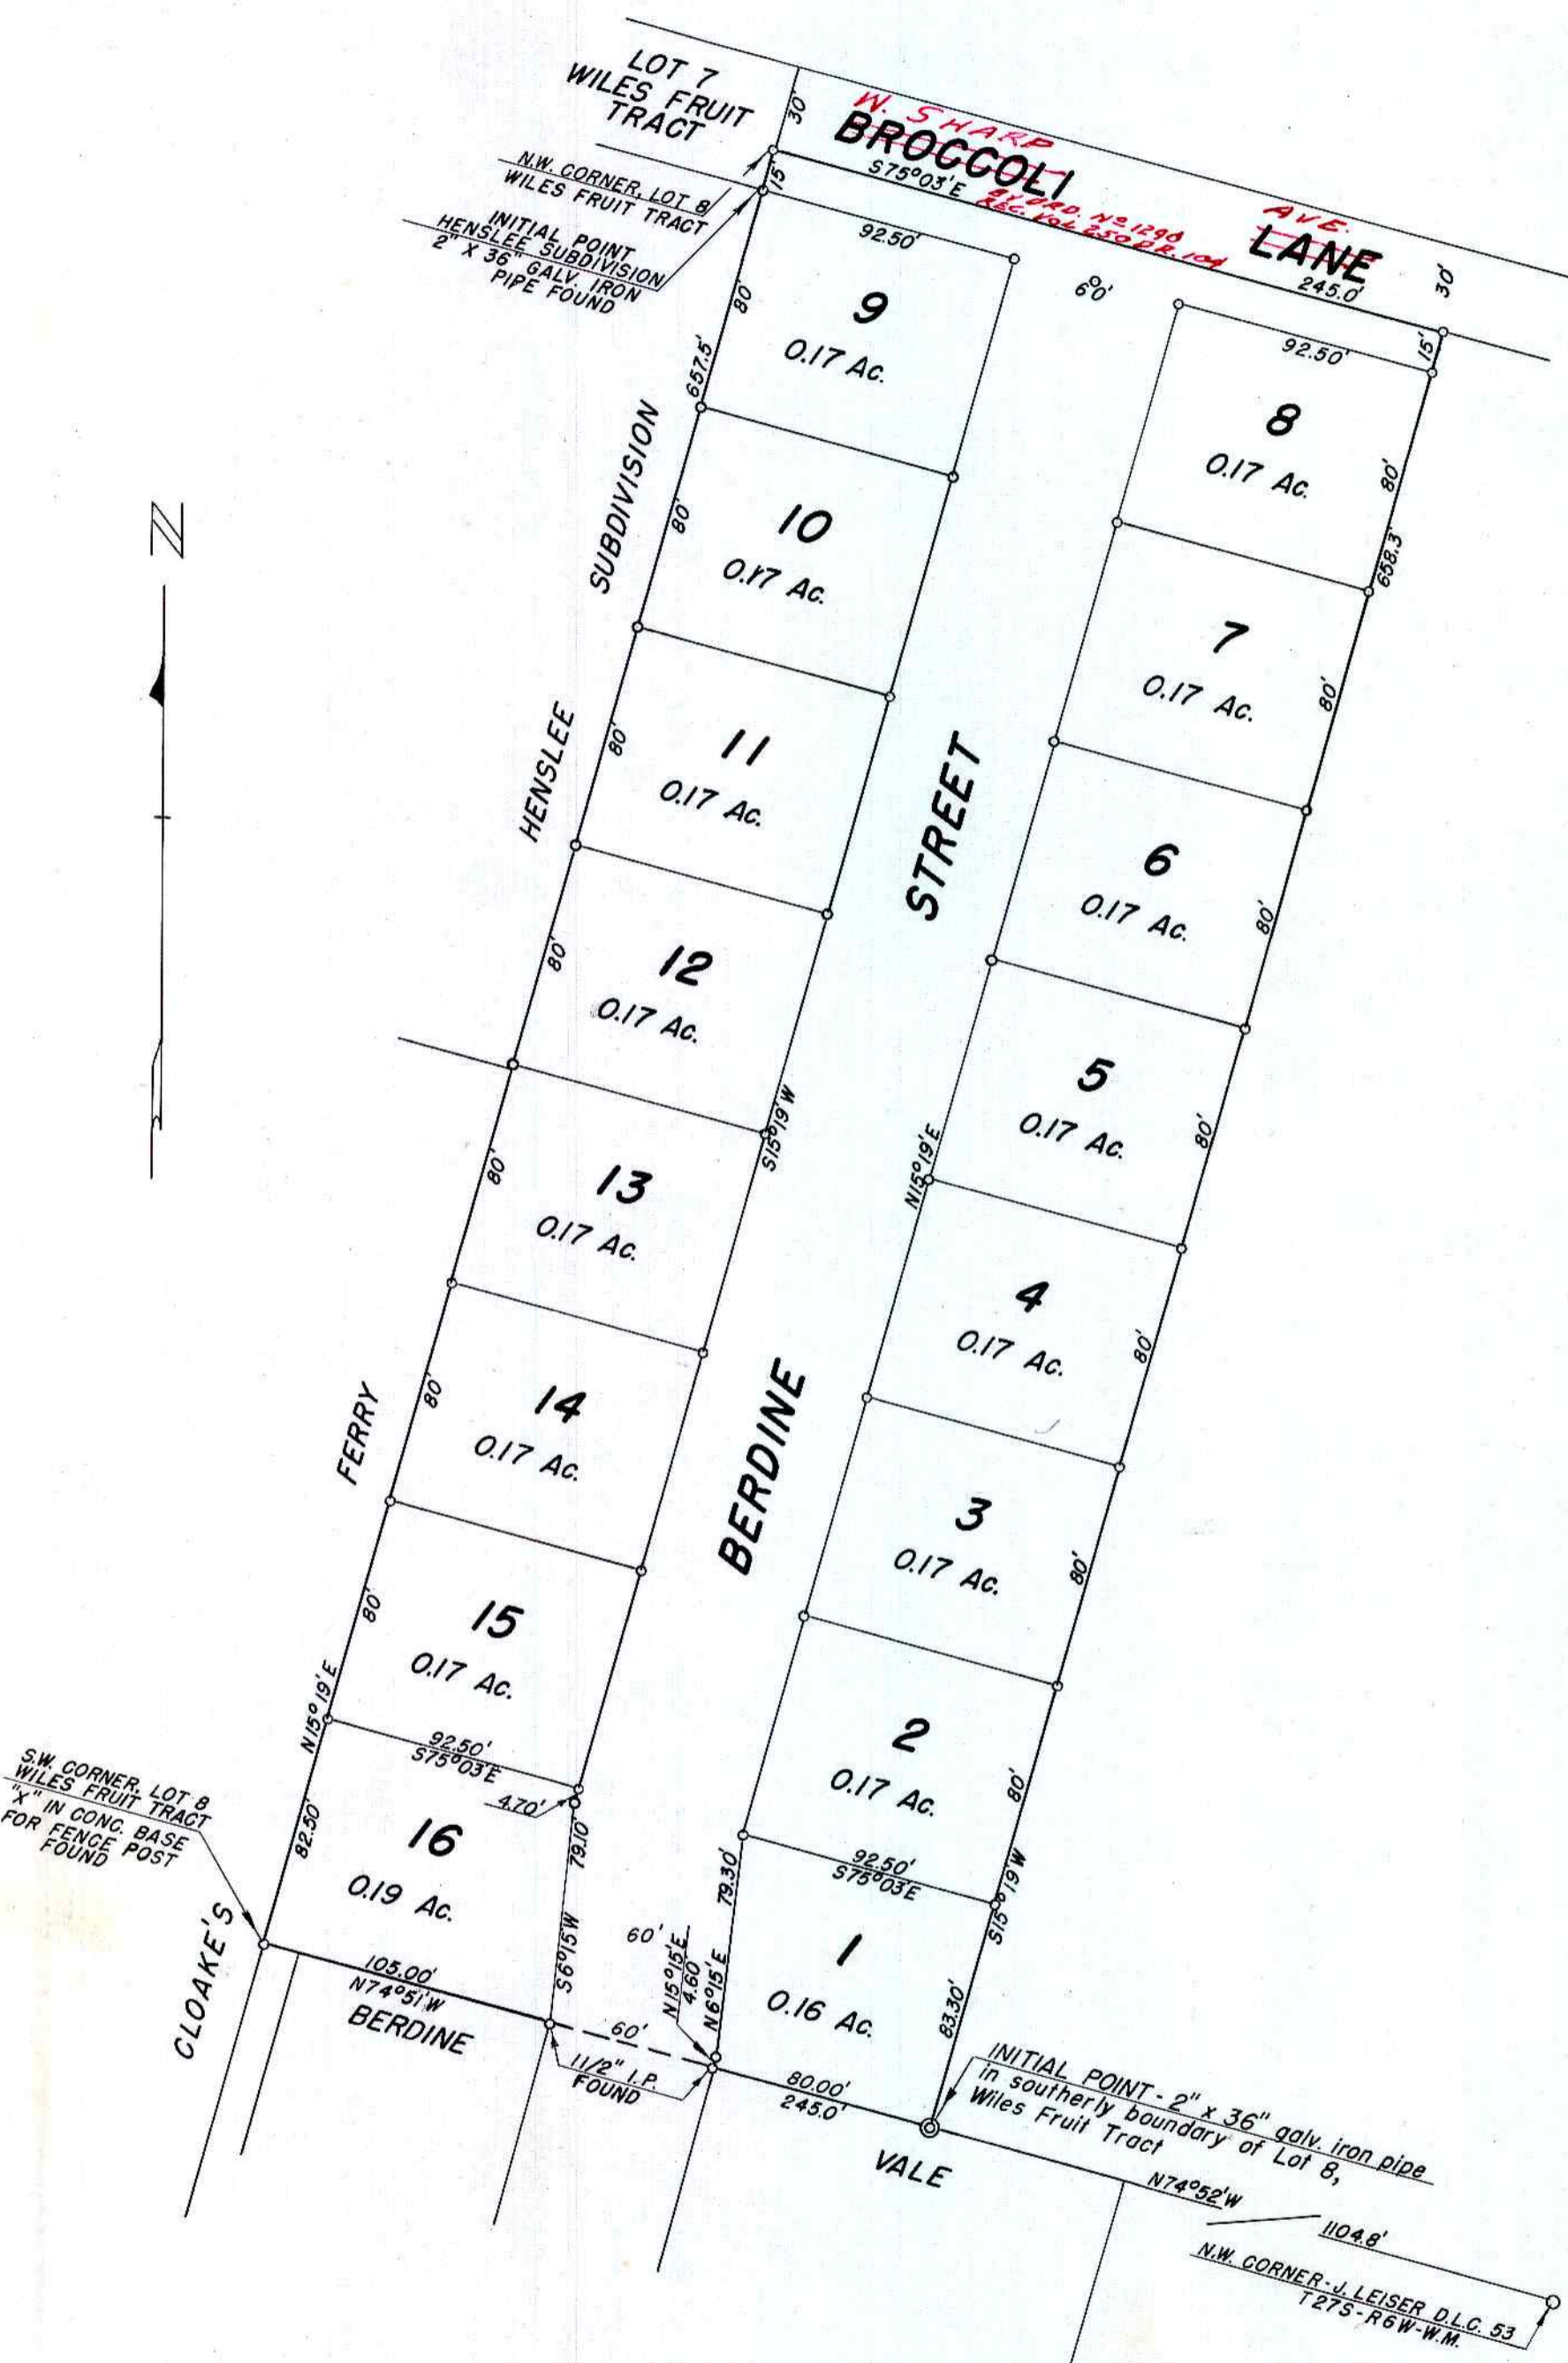 LOT 7
WILES FRUIT
TRACT
30'
W. SHARP
BROCCOLI
S75°03'E
BY ORD. Nº 1290
REC. VOL 250 DR. 104
AVE.
LANE
245.0'
30'
N.W. CORNER, LOT 8
WILES FRUIT TRACT
15'
INITIAL POINT
HENSLEE SUBDIVISION
2" X 36" GALV. IRON
PIPE FOUND
92.50'
60'
92.50'
15'
80'
9
0.17 AC.
657.5'
8
0.17 AC.
80'
658.3'
SUBDIVISION
80'
10
0.17 AC.
7
0.17 AC.
80'
N
HENSLEE
80'
11
0.17 AC.
STREET
6
0.17 AC.
80'
80'
12
0.17 AC.
S15°19'W
5
0.17 AC.
80'
N15°19'E
80'
13
0.17 AC.
4
0.17 AC.
80'
FERRY
80'
14
0.17 AC.
BERDINE
3
0.17 AC.
80'
80'
15
0.17 AC.
2
0.17 AC.
80'
N15°19'E
92.50'
S75°03'E
4.70'
S.W. CORNER, LOT 8
WILES FRUIT TRACT
"X" IN CONC. BASE
FOR FENCE POST
FOUND
82.50'
16
0.19 AC.
79.10'
S6°15'W
79.30'
92.50'
S75°03'E
S15°19'W
60'
N15°15'E
4.60'
N6°15'E
1
0.16 AC.
83.30'
CLOAKE'S
105.00'
N74°51'W
BERDINE
60'
1 1/2" I.P.
FOUND
80.00'
245.0'
VALE
INITIAL POINT - 2" x 36" galv. iron pipe
in southerly boundary of Lot 8,
Wiles Fruit Tract
N74°52'W
1104.8'
N.W. CORNER - J. LEISER D.L.C. 53
T27S-R6W-W.M.